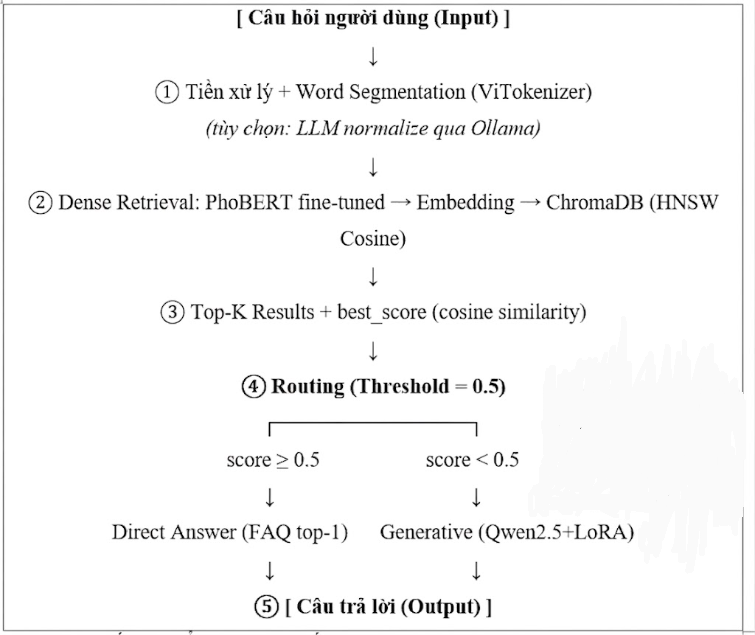 [ Câu hỏi người dùng (Input) ]
↓
① Tiền xử lý + Word Segmentation (ViTokenizer)
(tùy chọn: LLM normalize qua Ollama)
↓
② Dense Retrieval: PhoBERT fine-tuned → Embedding → ChromaDB (HNSW
Cosine)
↓
③ Top-K Results + best_score (cosine similarity)
↓
④ Routing (Threshold = 0.5)
score ≥ 0.5 score < 0.5
↓ ↓
Direct Answer (FAQ top-1) Generative (Qwen2.5+LoRA)
↓ ↓
⑤ [ Câu trả lời (Output) ]